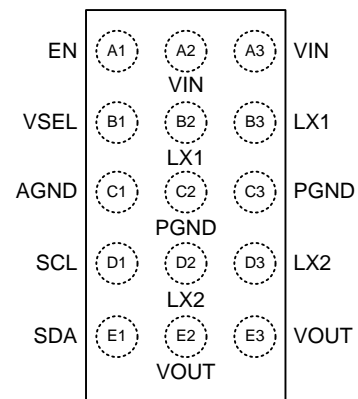 EN A1 A2 A3 VIN
VIN
VSEL B1 B2 B3 LX1
LX1
AGND C1 C2 C3 PGND
PGND
SCL D1 D2 D3 LX2
LX2
SDA E1 E2 E3 VOUT
VOUT